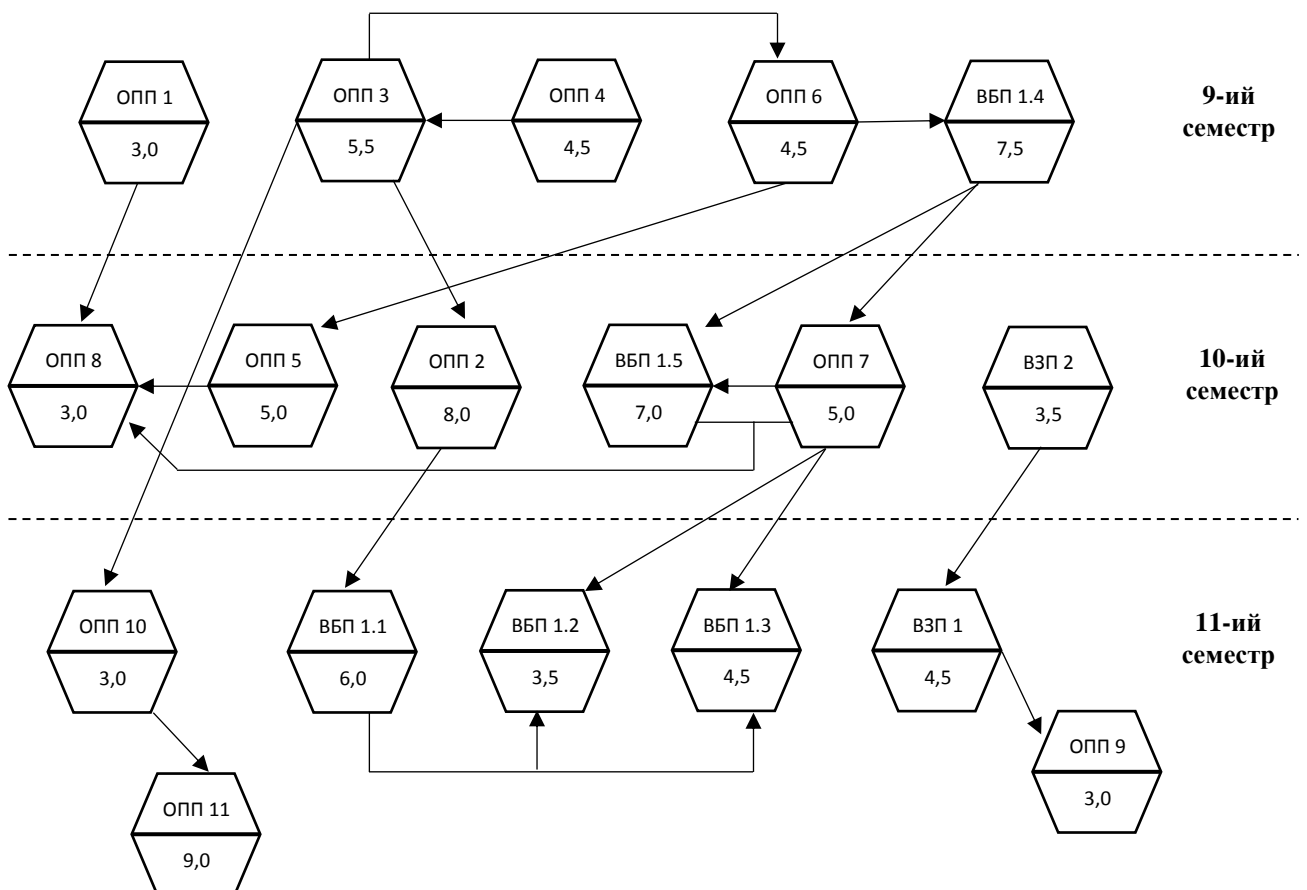 ОПП 1
3,0
ОПП 3
5,5
ОПП 4
4,5
ОПП 6
4,5
ВБП 1.4
7,5
9-ий
семестр
ОПП 8
3,0
ОПП 5
5,0
ОПП 2
8,0
ВБП 1.5
7,0
ОПП 7
5,0
ВЗП 2
3,5
10-ий
семестр
ОПП 10
3,0
ВБП 1.1
6,0
ВБП 1.2
3,5
ВБП 1.3
4,5
ВЗП 1
4,5
11-ий
семестр
ОПП 9
3,0
ОПП 11
9,0